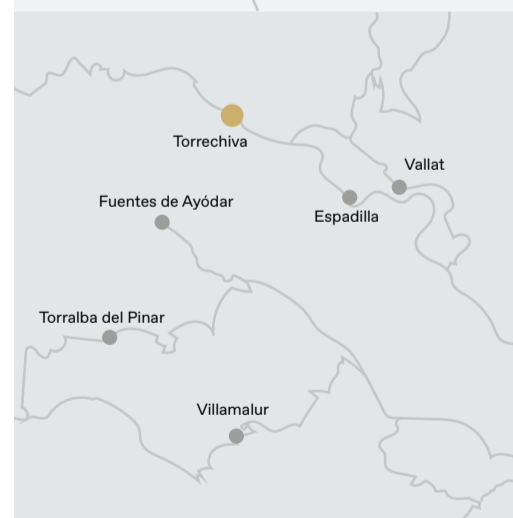 Torrechiva
Vallat
Fuentes de Ayódar
Espadilla
Torralba del Pinar
Villamalur